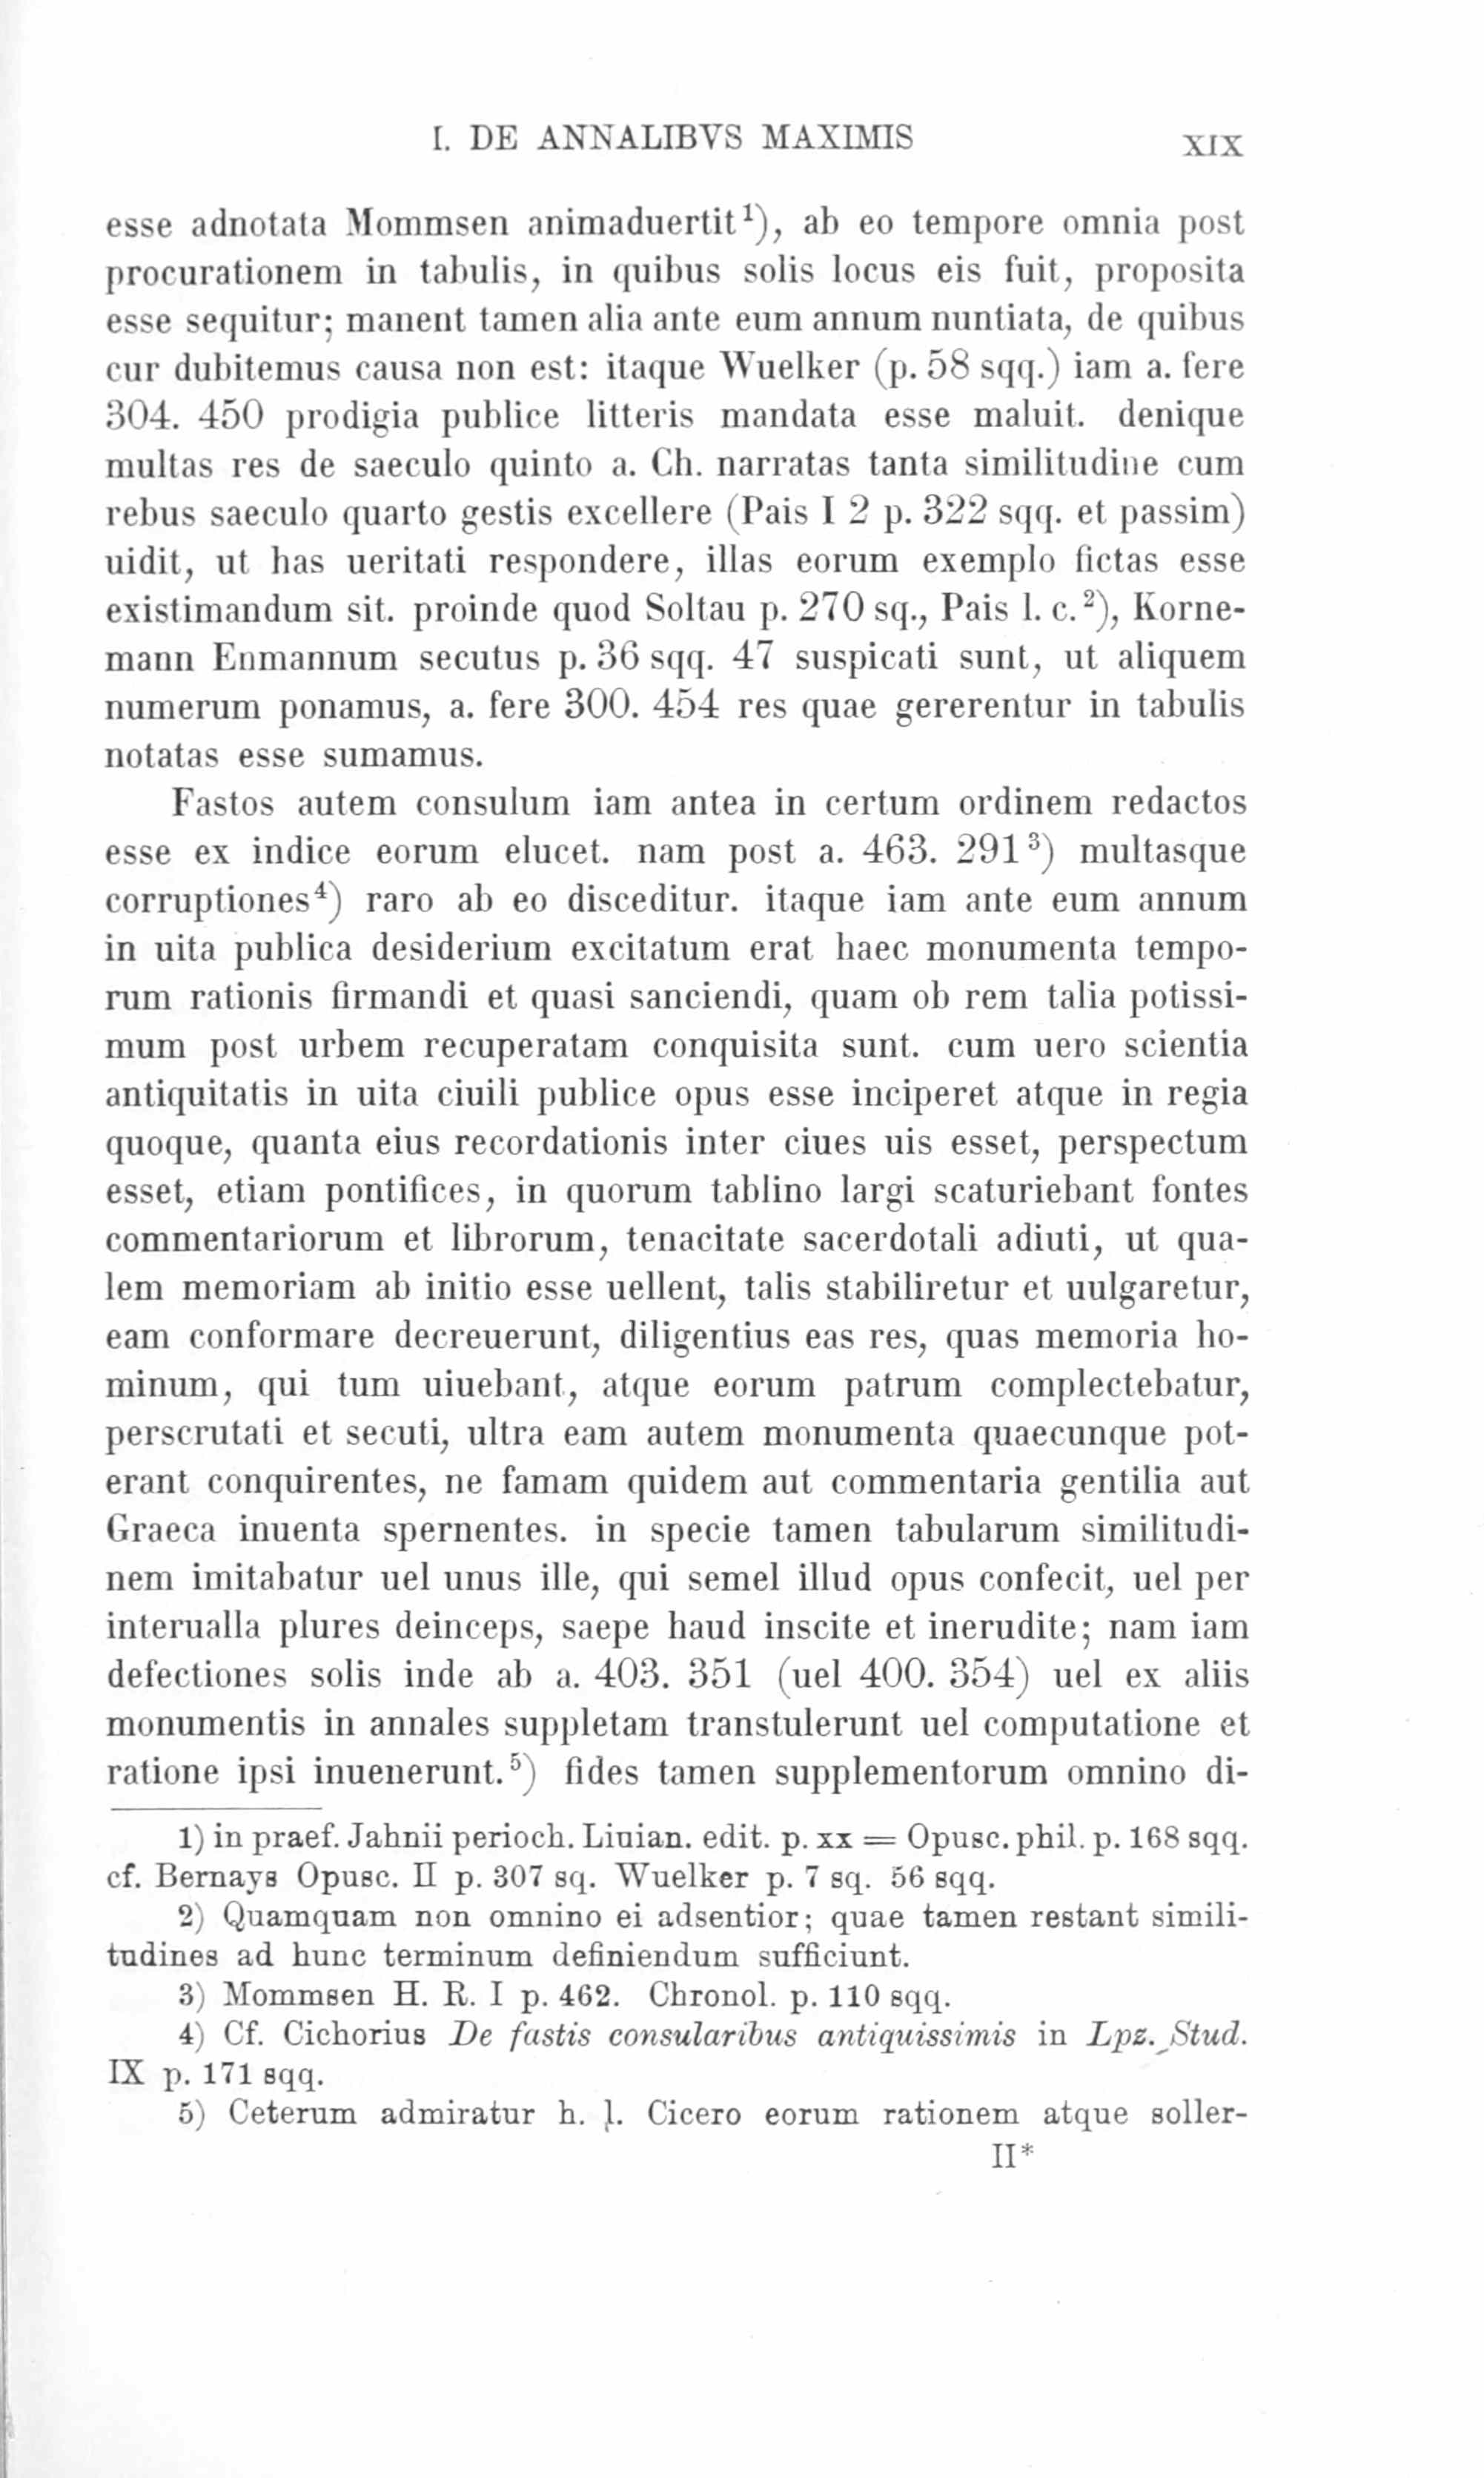 I. DE ANNALIBVS MAXIMIS XIX
esse adnotata Mommsen animaduertit¹), ab eo tempore omnia post
procurationem in tabulis, in quibus solis locus eis fuit, proposita
esse sequitur; manent tamen alia ante eum annum nuntiata, de quibus
cur dubitemus causa non est: itaque Wuelker (p. 58 sqq.) iam a. fere
304. 450 prodigia publice litteris mandata esse maluit. denique
multas res de saeculo quinto a. Ch. narratas tanta similitudine cum
rebus saeculo quarto gestis excellere (Pais I 2 p. 322 sqq. et passim)
uidit, ut has ueritati respondere, illas eorum exemplo fictas esse
existimandum sit. proinde quod Soltau p. 270 sq., Pais l. c.²), Korne-
mann Enmannum secutus p. 36 sqq. 47 suspicati sunt, ut aliquem
numerum ponamus, a. fere 300. 454 res quae gererentur in tabulis
notatas esse sumamus.
Fastos autem consulum iam antea in certum ordinem redactos
esse ex indice eorum elucet. nam post a. 463. 291³) multasque
corruptiones⁴) raro ab eo disceditur. itaque iam ante eum annum
in uita publica desiderium excitatum erat haec monumenta tempo-
rum rationis firmandi et quasi sanciendi, quam ob rem talia potissi-
mum post urbem recuperatam conquisita sunt. cum uero scientia
antiquitatis in uita ciuili publice opus esse inciperet atque in regia
quoque, quanta eius recordationis inter ciues uis esset, perspectum
esset, etiam pontifices, in quorum tablino largi scaturiebant fontes
commentariorum et librorum, tenacitate sacerdotali adiuti, ut qua-
lem memoriam ab initio esse uellent, talis stabiliretur et uulgaretur,
eam conformare decreuerunt, diligentius eas res, quas memoria ho-
minum, qui tum uiuebant, atque eorum patrum complectebatur,
perscrutati et secuti, ultra eam autem monumenta quaecunque pot-
erant conquirentes, ne famam quidem aut commentaria gentilia aut
Graeca inuenta spernentes. in specie tamen tabularum similitudi-
nem imitabatur uel unus ille, qui semel illud opus confecit, uel per
interualla plures deinceps, saepe haud inscite et inerudite; nam iam
defectiones solis inde ab a. 403. 351 (uel 400. 354) uel ex aliis
monumentis in annales suppletam transtulerunt uel computatione et
ratione ipsi inuenerunt.⁵) fides tamen supplementorum omnino di-
1) in praef. Jahnii perioch. Liuian. edit. p. xx = Opusc. phil. p. 168 sqq.
cf. Bernays Opusc. II p. 307 sq. Wuelker p. 7 sq. 56 sqq.
2) Quamquam non omnino ei adsentior; quae tamen restant simili-
tudines ad hunc terminum definiendum sufficiunt.
3) Mommsen H. R. I p. 462. Chronol. p. 110 sqq.
4) Cf. Cichorius De fastis consularibus antiquissimis in Lpz. Stud.
IX p. 171 sqq.
5) Ceterum admiratur h. l. Cicero eorum rationem atque soller-
II*